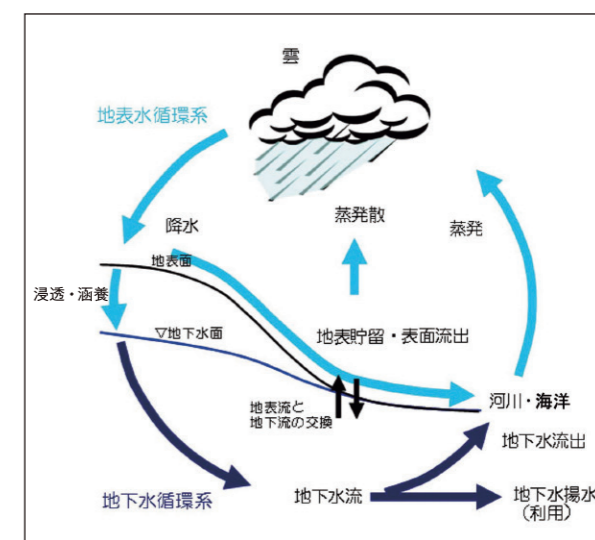 雲
地表水循環系
降水
蒸発散
蒸発
地表面
浸透・涵養
▽地下水面
地表貯留・表面流出
地表流と
地下流の交換
河川・海洋
地下水流出
地下水循環系
地下水流
地下水揚水
（利用）